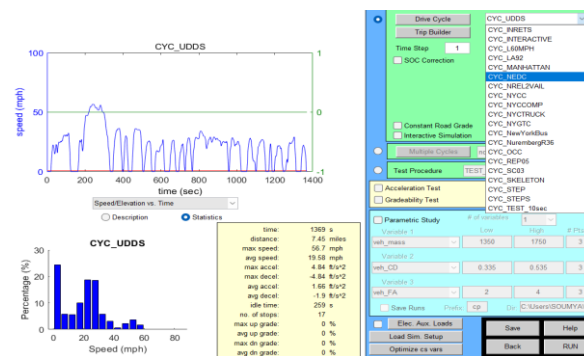 CYC_UDDS
speed (mph)
100
50
0
1
0
-1
0 200 400 600 800 1000 1200 1400
time (sec)
Speed/Elevation vs. Time
Description
Statistics
CYC_UDDS
Percentage (%)
30
20
10
0
0 20 40 60
Speed (mph)
time: 1369 s
distance: 7.45 miles
max speed: 56.7 mph
avg speed: 19.58 mph
max accel: 4.84 ft/s^2
max decel: -4.84 ft/s^2
avg accel: 1.66 ft/s^2
avg decel: -1.9 ft/s^2
idle time: 259 s
no. of stops: 17
max up grade: 0 %
avg up grade: 0 %
max dn grade: 0 %
avg dn grade: 0 %
Drive Cycle
CYC_UDDS
Trip Builder
Time Step 1
SOC Correction
Constant Road Grade
Interactive Simulation
CYC_INRETS
CYC_INTERACTIVE
CYC_L60MPH
CYC_LA92
CYC_MANHATTAN
CYC_NEDC
CYC_NREL2VAIL
CYC_NYCC
CYC_NYCCOMP
CYC_NYCTRUCK
CYC_NYGTC
CYC_NewYorkBus
CYC_NurembergR36
CYC_OCC
CYC_REP05
CYC_SC03
CYC_SKELETON
CYC_STEP
CYC_STEPS
CYC_TEST_10sec
Multiple Cycles
Test Procedure
TEST_
Acceleration Test
Gradeability Test
Parametric Study
# of variables
1
Low High # Pts
Variable 1
veh_mass 1350 1750 3
Variable 2
veh_CD 0.335 0.535 3
Variable 3
veh_FA 2 4 3
Save Runs Prefix: cp Dir: C:\Users\SOUMYA\
Elec. Aux. Loads
Load Sim. Setup
Optimize cs vars
Save Help
Back RUN